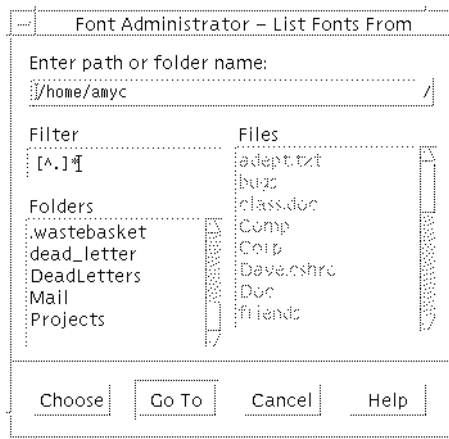 Font Administrator – List Fonts From
Enter path or folder name:
/home/amyc /
Filter
[^.]*
Folders
.wastebasket
dead_letter
DeadLetters
Mail
Projects
Files
adept.txt
bugs
class.doc
Comp
Corp
Dave.cshrc
Doc
friends
Choose
Go To
Cancel
Help